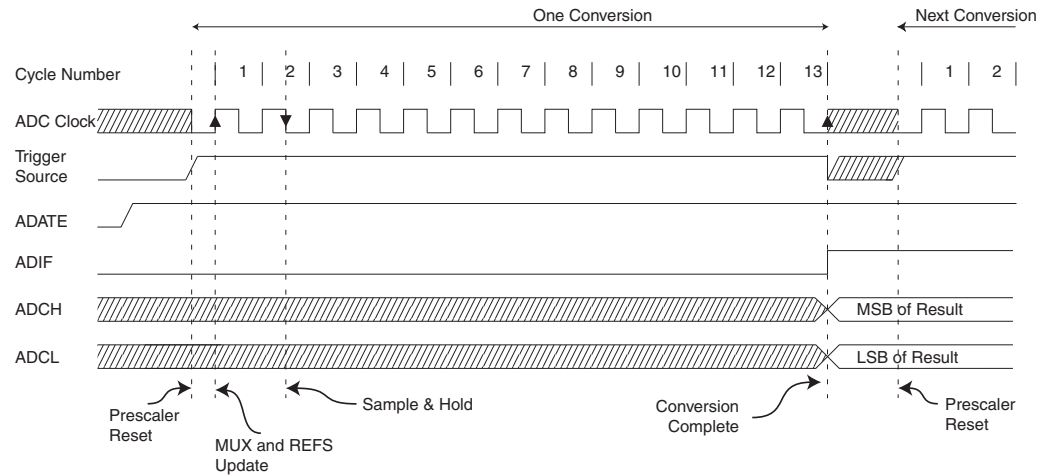 One Conversion
Next Conversion
Cycle Number
1 2 3 4 5 6 7 8 9 10 11 12 13 1 2
ADC Clock
Trigger
Source
ADATE
ADIF
ADCH
MSB of Result
ADCL
LSB of Result
Prescaler
Reset
MUX and REFS
Update
Sample & Hold
Conversion
Complete
Prescaler
Reset